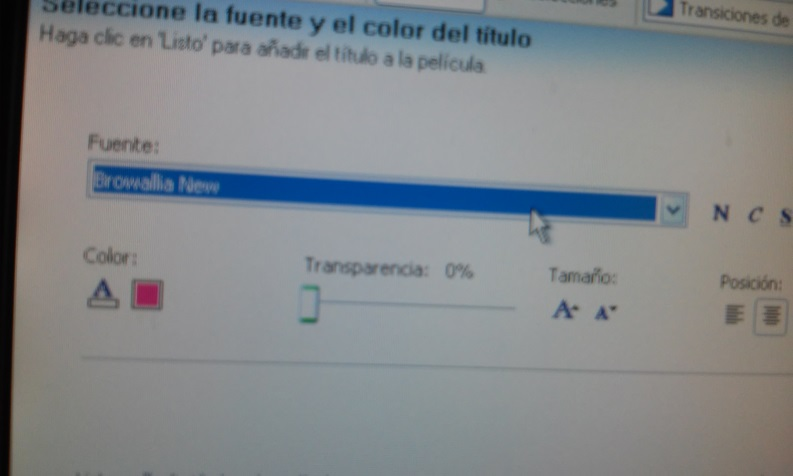 Transiciones de
Seleccione la fuente y el color del título
Haga clic en 'Listo' para añadir el título a la película.
Fuente:
Browallia New
N C S
Color:
Transparencia: 0%
Tamaño:
Posición:
A
A A